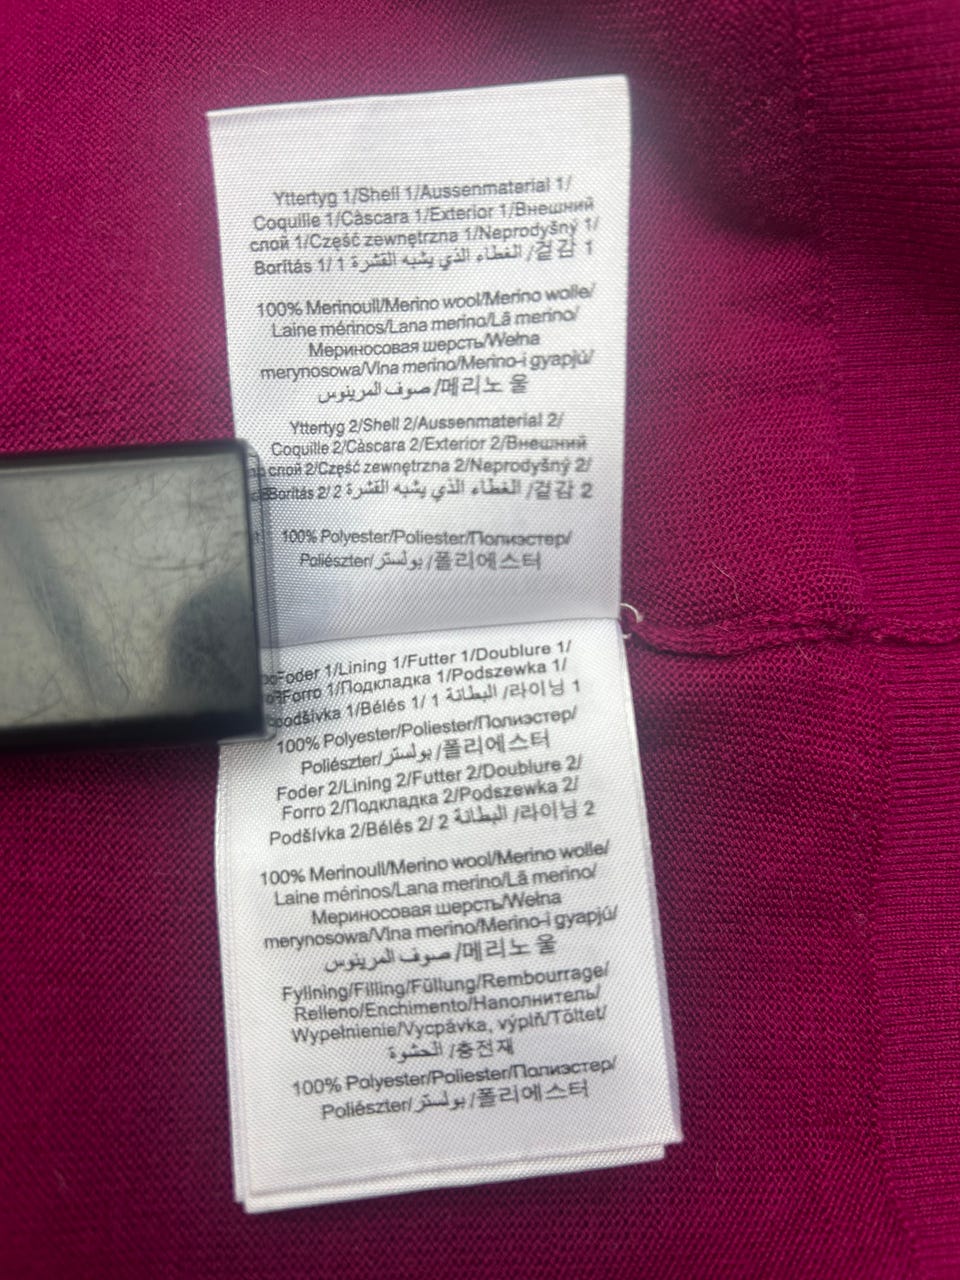 Yttertyg 1/Shell 1/Aussenmaterial 1/
Coquille 1/Càscara 1/Exterior 1/Внешний
слой 1/Część zewnętrzna 1/Neprodyšný 1/
Borítás 1/ 1 الغطاء الذي يشبه القشرة /겉감 1
100% Merinoull/Merino wool/Merino wolle/
Laine mérinos/Lana merino/Lã merino/
Мериносовая шерсть/Wełna
merynosowa/Vlna merino/Merino-i gyapjú/
صوف المرينوس /메리노 울
Yttertyg 2/Shell 2/Aussenmaterial 2/
Coquille 2/Càscara 2/Exterior 2/Внешний
слой 2/Część zewnętrzna 2/Neprodyšný 2/
Borítás 2/ 2 الغطاء الذي يشبه القشرة /겉감 2
100% Polyester/Poliester/Полиэстер/
Poliészter/ بولستر /폴리에스터
Foder 1/Lining 1/Futter 1/Doublure 1/
Forro 1/Подкладка 1/Podszewka 1/
podšívka 1/Bélés 1/ 1 البطانة /라이닝 1
100% Polyester/Poliester/Полиэстер/
Poliészter/ بولستر /폴리에스터
Foder 2/Lining 2/Futter 2/Doublure 2/
Forro 2/Подкладка 2/Podszewka 2/
Podšívka 2/Bélés 2/ 2 البطانة /라이닝 2
100% Merinoull/Merino wool/Merino wolle/
Laine mérinos/Lana merino/Lã merino/
Мериносовая шерсть/Wełna
merynosowa/Vlna merino/Merino-i gyapjú/
صوف المرينوس /메리노 울
Fyllning/Filling/Füllung/Rembourrage/
Relleno/Enchimento/Наполнитель/
Wypełnienie/Vycpávka, výplň/Töltet/
الحشوة /충전재
100% Polyester/Poliester/Полиэстер/
Poliészter/ بولستر /폴리에스터